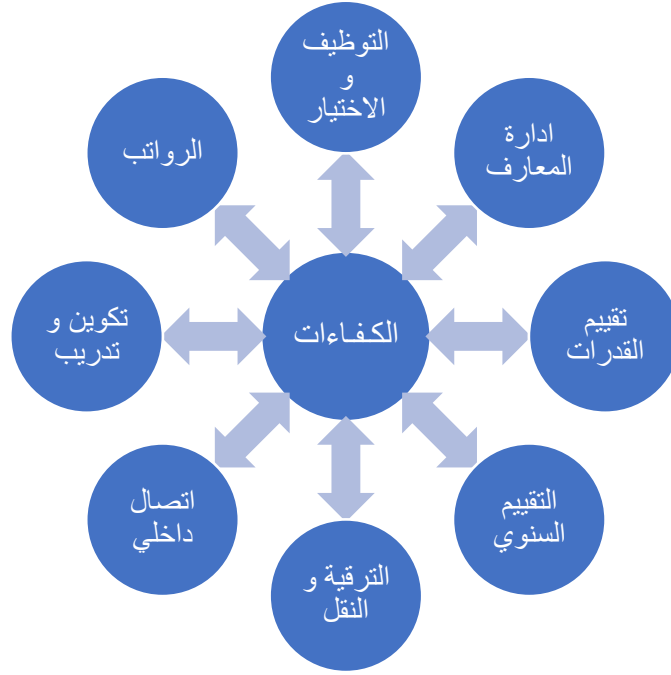 التوظيف
و
الاختيار
ادارة
المعارف
الرواتب
تقييم
القدرات
الكفاءات
تكوين و
تدريب
التقييم
السنوي
اتصال
داخلي
الترقية و
النقل